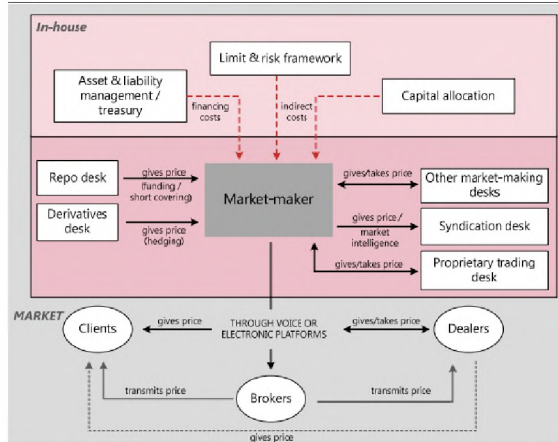 In-house
Limit & risk framework
Asset & liability
management /
treasury
Capital allocation
financing
costs
indirect
costs
Repo desk
gives price
(funding /
short covering)
Derivatives
desk
gives price
(hedging)
Market-maker
gives/takes price
Other market-making
desks
gives price /
market
intelligence
Syndication desk
gives/takes price
Proprietary trading
desk
MARKET
Clients
gives price
THROUGH VOICE OR
ELECTRONIC PLATFORMS
gives/takes price
Dealers
transmits price
Brokers
transmits price
gives price